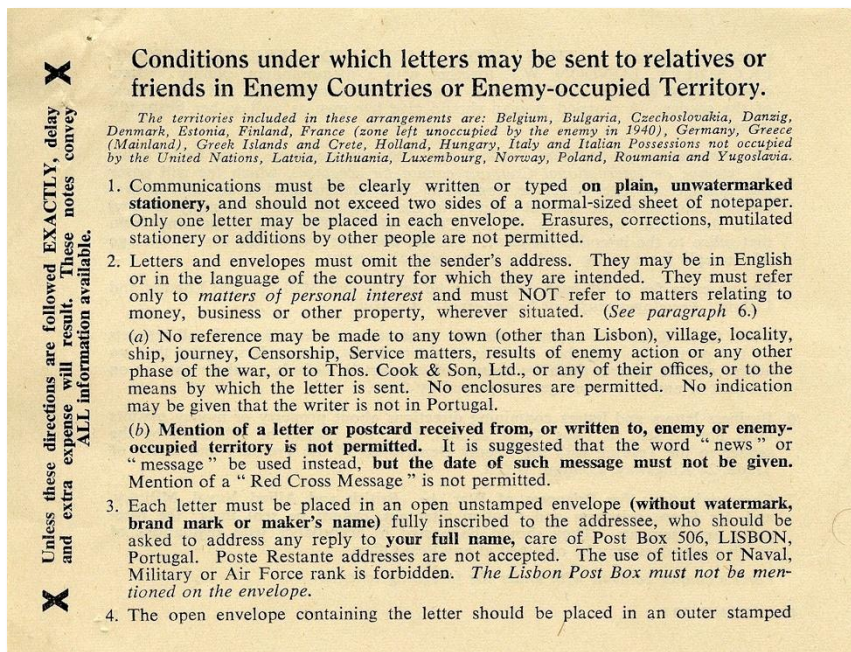 Conditions under which letters may be sent to relatives or
friends in Enemy Countries or Enemy-occupied Territory.
The territories included in these arrangements are: Belgium, Bulgaria, Czechoslovakia, Danzig,
Denmark, Estonia, Finland, France (zone left unoccupied by the enemy in 1940), Germany, Greece
(Mainland), Greek Islands and Crete, Holland, Hungary, Italy and Italian Possessions not occupied
by the United Nations, Latvia, Lithuania, Luxembourg, Norway, Poland, Roumania and Yugoslavia.
1. Communications must be clearly written or typed on plain, unwatermarked
stationery, and should not exceed two sides of a normal-sized sheet of notepaper.
Only one letter may be placed in each envelope. Erasures, corrections, mutilated
stationery or additions by other people are not permitted.
2. Letters and envelopes must omit the sender's address. They may be in English
or in the language of the country for which they are intended. They must refer
only to matters of personal interest and must NOT refer to matters relating to
money, business or other property, wherever situated. (See paragraph 6.)
(a) No reference may be made to any town (other than Lisbon), village, locality,
ship, journey, Censorship, Service matters, results of enemy action or any other
phase of the war, or to Thos. Cook & Son, Ltd., or any of their offices, or to the
means by which the letter is sent. No enclosures are permitted. No indication
may be given that the writer is not in Portugal.
(b) Mention of a letter or postcard received from, or written to, enemy or enemy-
occupied territory is not permitted. It is suggested that the word "news" or
"message" be used instead, but the date of such message must not be given.
Mention of a "Red Cross Message" is not permitted.
3. Each letter must be placed in an open unstamped envelope (without watermark,
brand mark or maker's name) fully inscribed to the addressee, who should be
asked to address any reply to your full name, care of Post Box 506, LISBON,
Portugal. Poste Restante addresses are not accepted. The use of titles or Naval,
Military or Air Force rank is forbidden. The Lisbon Post Box must not be men-
tioned on the envelope.
4. The open envelope containing the letter should be placed in an outer stamped
X Unless these directions are followed EXACTLY, delay X
and extra expense will result. These notes convey
ALL information available.